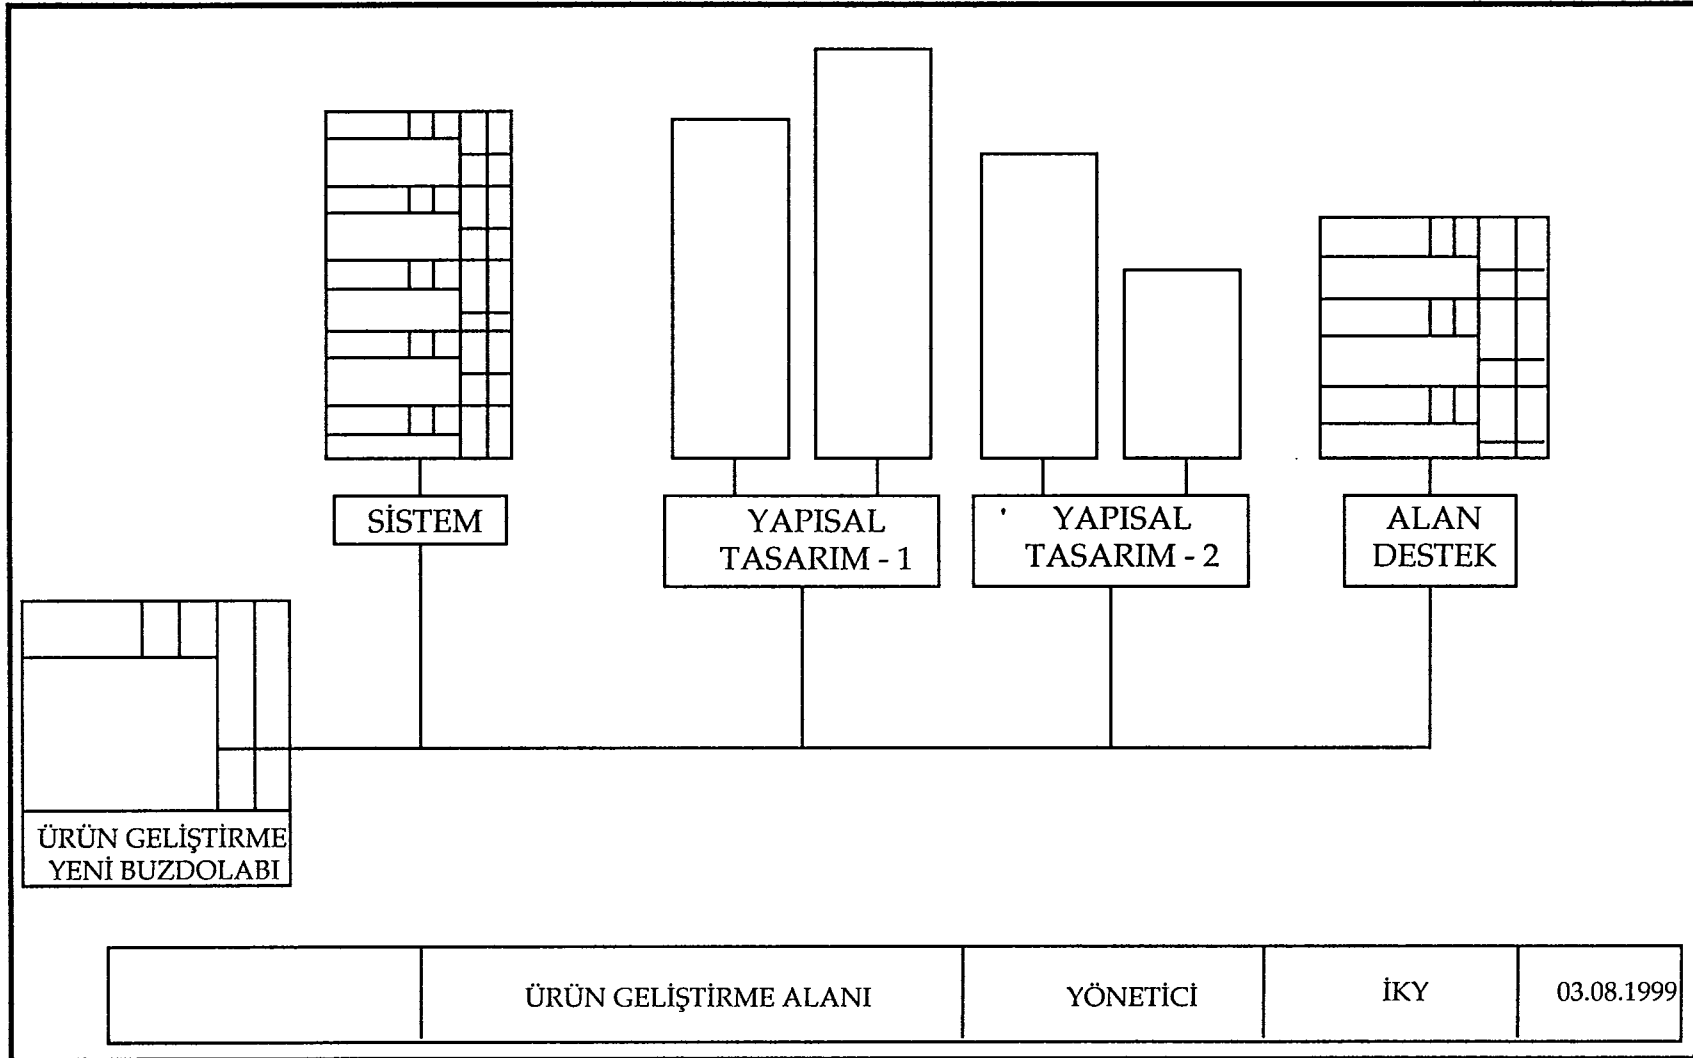 SİSTEM
YAPISAL
TASARIM - 1
YAPISAL
TASARIM - 2
ALAN
DESTEK
ÜRÜN GELİŞTİRME
YENİ BUZDOLABI
ÜRÜN GELİŞTİRME ALANI
YÖNETİCİ
İKY
03.08.1999